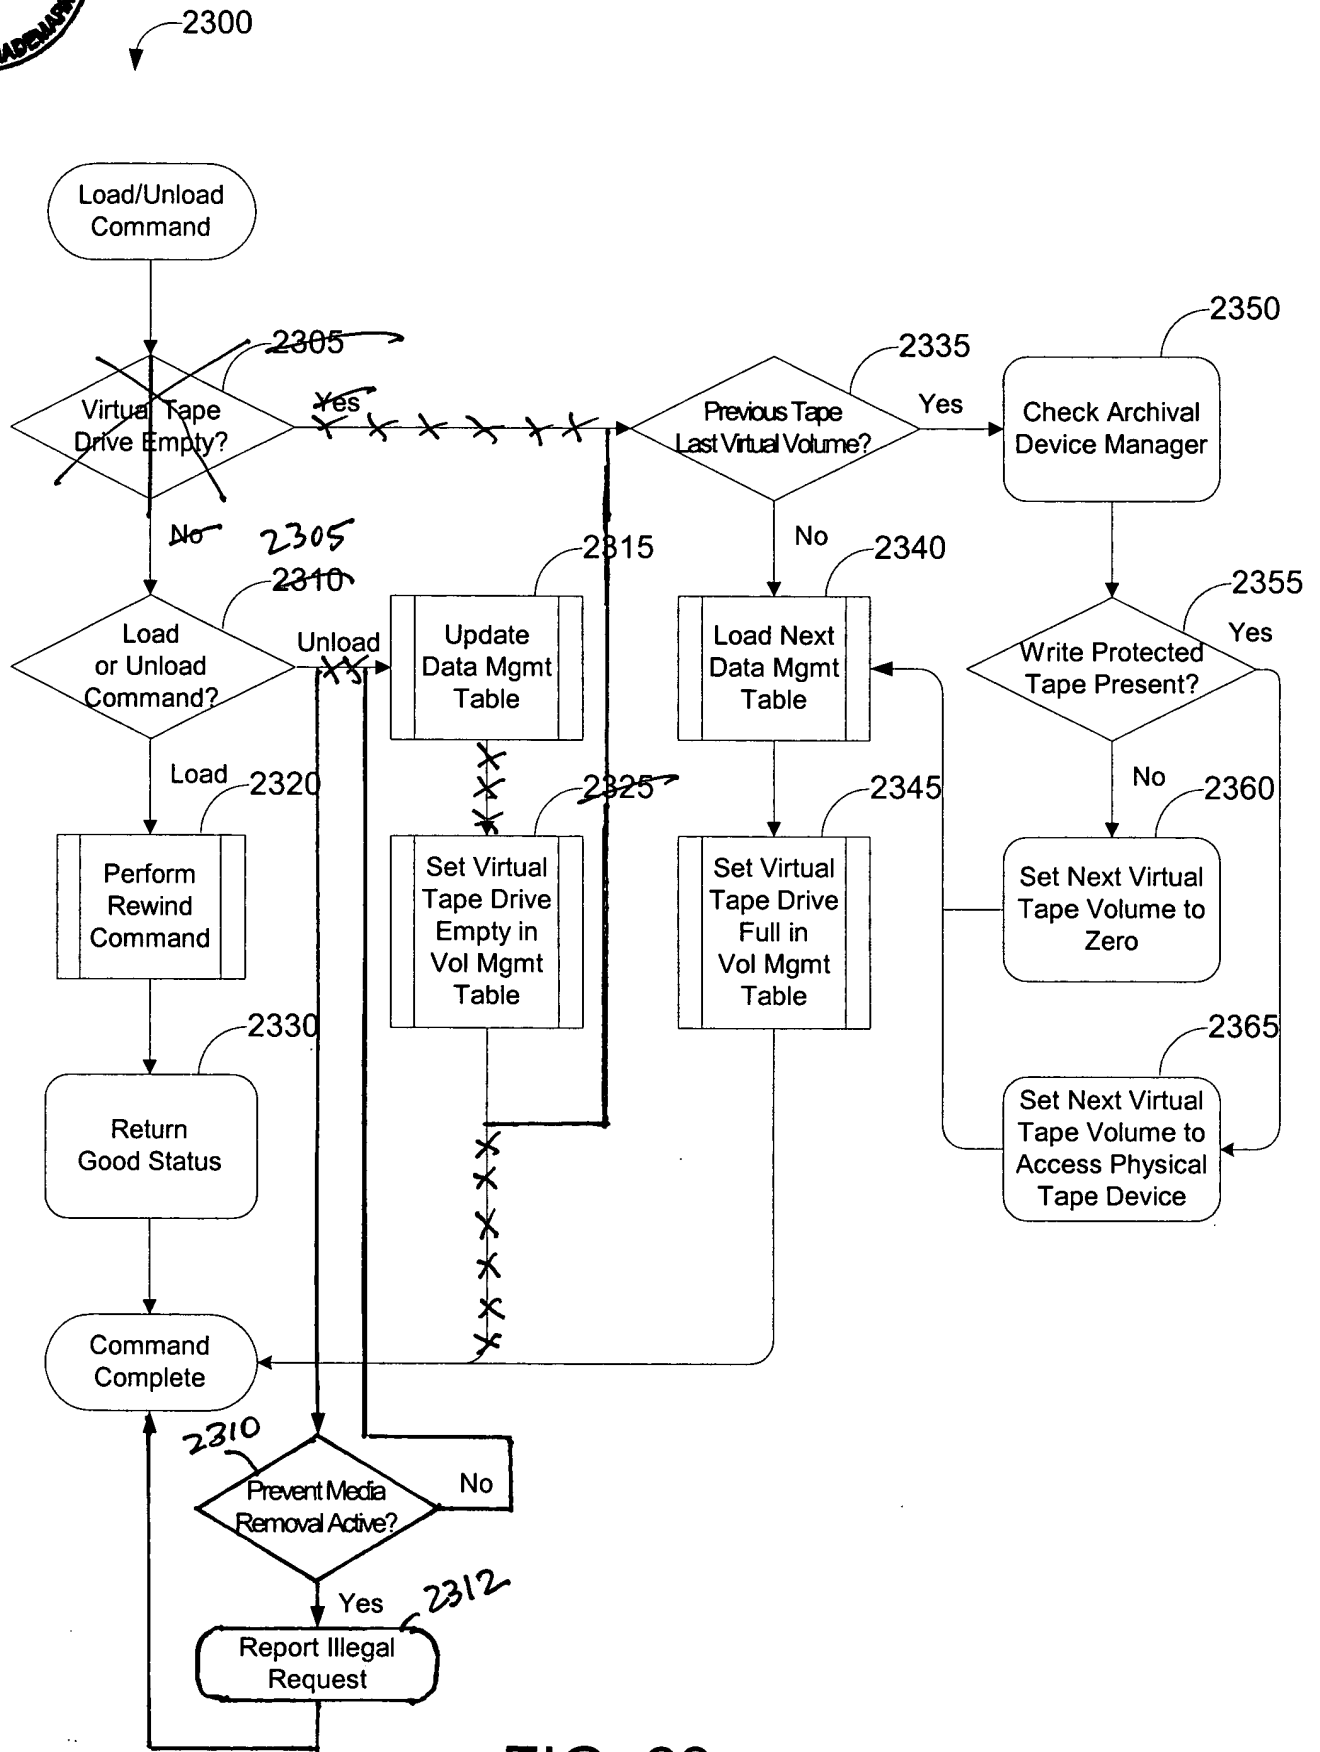 2300
Load/Unload
Command
2305
Virtual Tape
Drive Empty?
Yes
No
2305
2310
Load
or Unload
Command?
Unload
Load
2315
Update
Data Mgmt
Table
2320
Perform
Rewind
Command
2325
Set Virtual
Tape Drive
Empty in
Vol Mgmt
Table
2330
Return
Good Status
Command
Complete
2310
Prevent Media
Removal Active?
No
Yes
2312
Report Illegal
Request
2335
Previous Tape
Last Virtual Volume?
Yes
No
2340
Load Next
Data Mgmt
Table
2345
Set Virtual
Tape Drive
Full in
Vol Mgmt
Table
2350
Check Archival
Device Manager
2355
Write Protected
Tape Present?
Yes
No
2360
Set Next Virtual
Tape Volume to
Zero
2365
Set Next Virtual
Tape Volume to
Access Physical
Tape Device